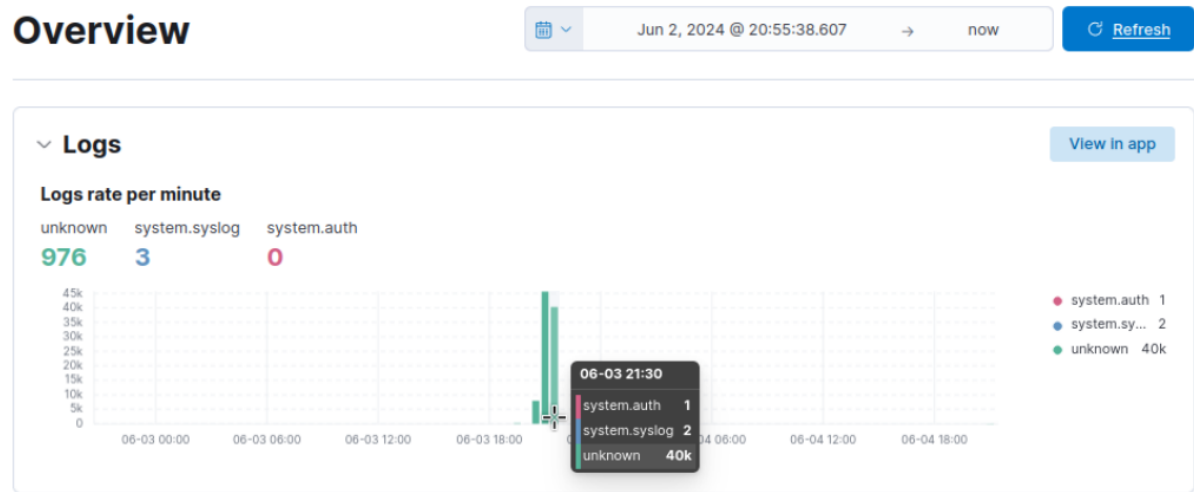 Overview
Jun 2, 2024 @ 20:55:38.607 → now
Refresh
Logs
View in app
Logs rate per minute
unknown system.syslog system.auth
976 3 0
45k
40k
35k
30k
25k
20k
15k
10k
5k
0
06-03 00:00 06-03 06:00 06-03 12:00 06-03 18:00 04 06:00 06-04 12:00 06-04 18:00
06-03 21:30
system.auth 1
system.syslog 2
unknown 40k
system.auth 1
system.sy... 2
unknown 40k